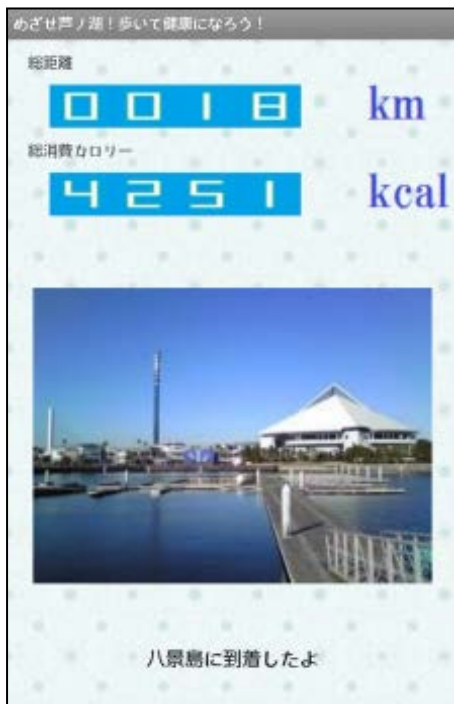 めざせ芦ノ湖！歩いて健康になろう！
総距離
0018 km
総消費カロリー
4251 kcal
八景島に到着したよ